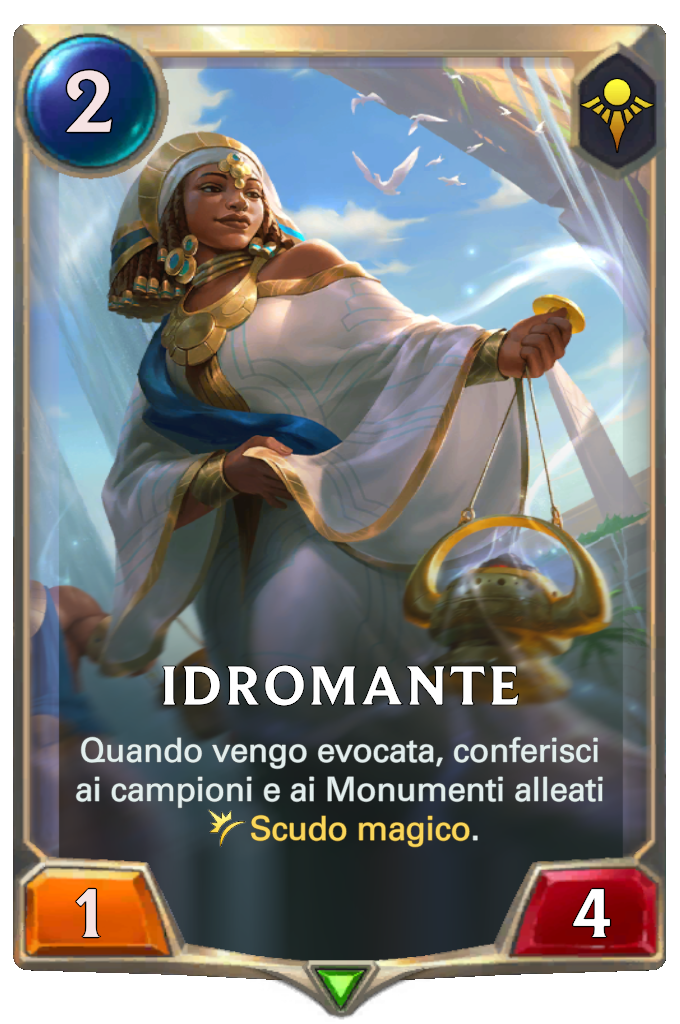 2
IDROMANTE
Quando vengo evocata, conferisci
ai campioni e ai Monumenti alleati
Scudo magico.
1
4